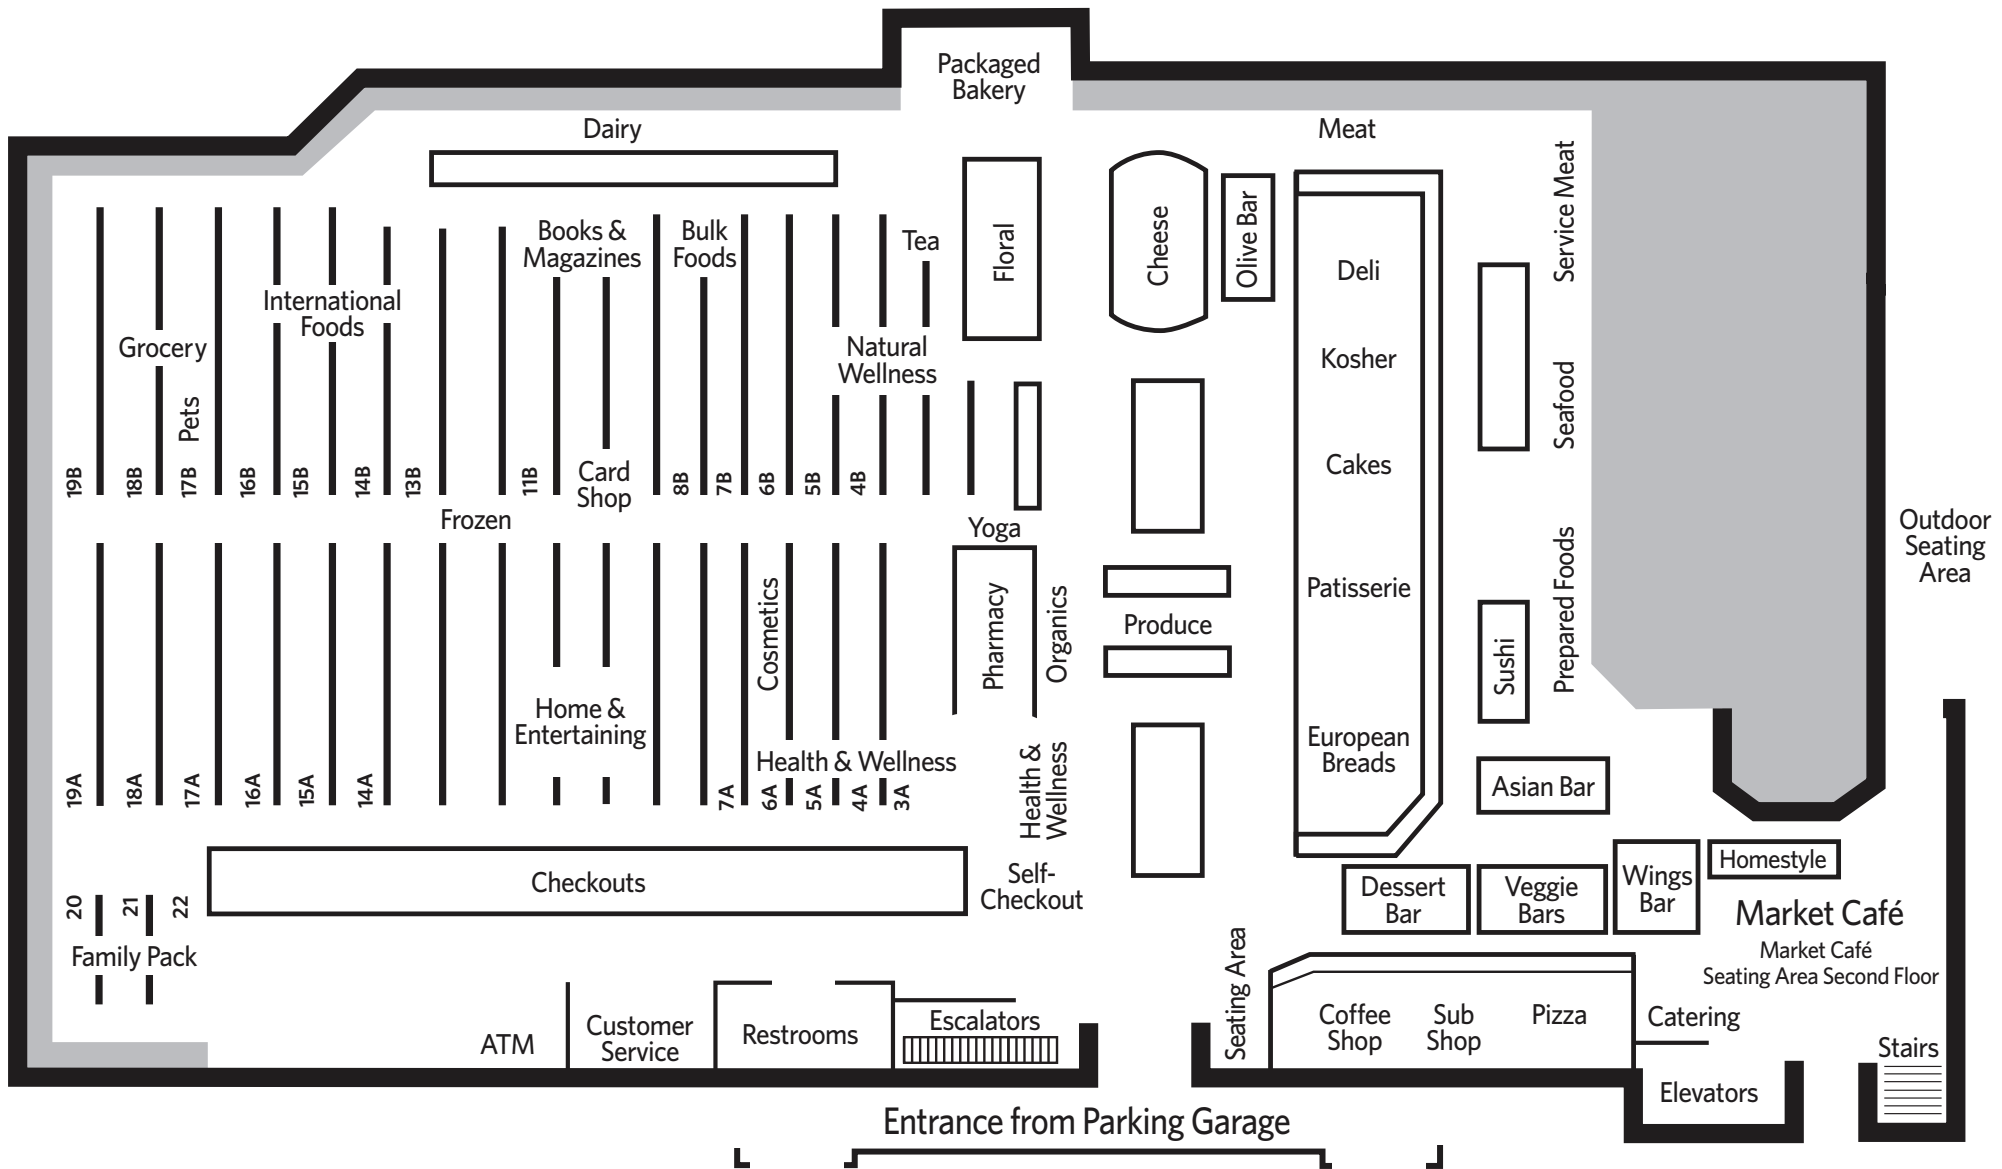 Packaged
Bakery
Dairy
Meat
Service Meat
Books &
Magazines
Bulk
Foods
Tea
Floral
Cheese
Olive Bar
Deli
International
Foods
Grocery
Pets
Natural
Wellness
Kosher
Seafood
19B
18B
17B
16B
15B
14B
13B
11B
Card
Shop
8B
7B
6B
5B
4B
Cakes
Frozen
Yoga
Outdoor
Seating
Area
Cosmetics
Pharmacy
Organics
Produce
Patisserie
Sushi
Prepared Foods
Home &
Entertaining
Health & Wellness
Health &
Wellness
European
Breads
Asian Bar
19A
18A
17A
16A
15A
14A
7A
6A
5A
4A
3A
Checkouts
Self-
Checkout
Dessert
Bar
Veggie
Bars
Wings
Bar
Homestyle
20
21
22
Family Pack
Market Café
Market Café
Seating Area Second Floor
Seating Area
ATM
Customer
Service
Restrooms
Escalators
Coffee
Shop
Sub
Shop
Pizza
Catering
Stairs
Elevators
Entrance from Parking Garage